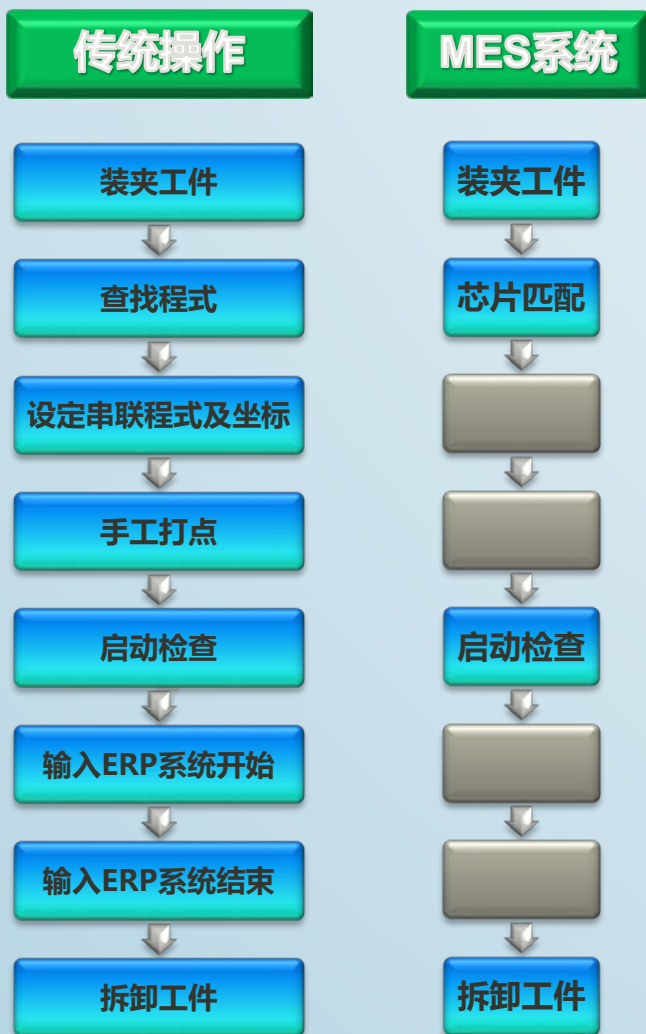 传统操作
装夹工件
查找程式
设定串联程式及坐标
手工打点
启动检查
输入ERP系统开始
输入ERP系统结束
拆卸工件
MES系统
装夹工件
芯片匹配
启动检查
拆卸工件